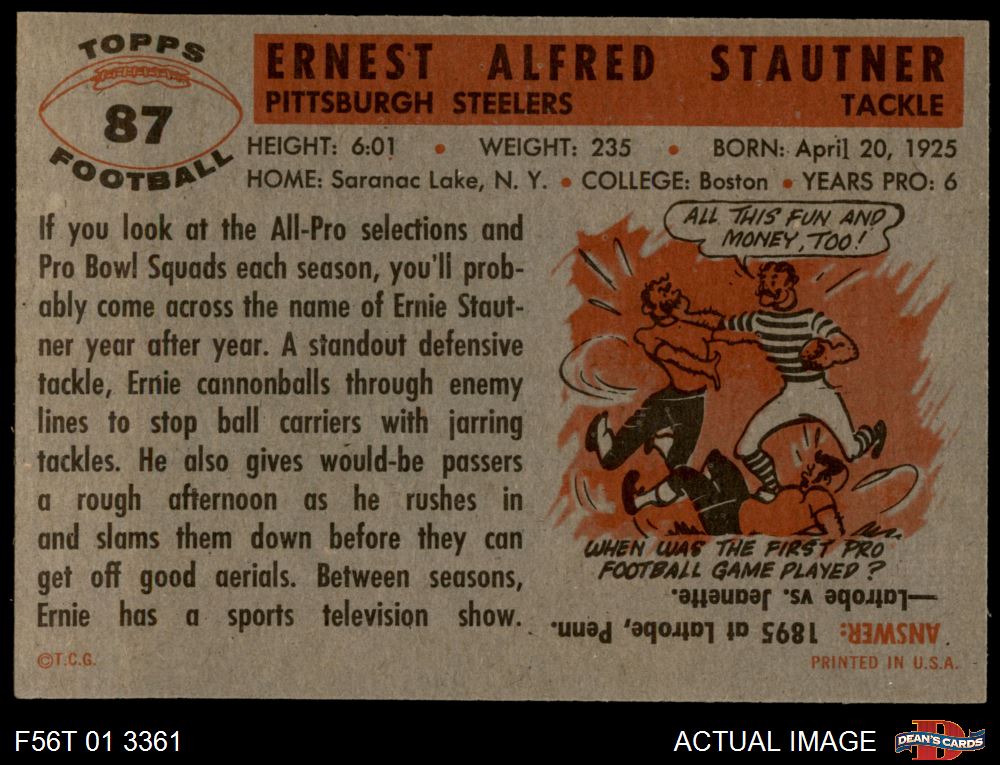 TOPPS
87
FOOTBALL
ERNEST ALFRED STAUTNER
PITTSBURGH STEELERS TACKLE
HEIGHT: 6:01 • WEIGHT: 235 • BORN: April 20, 1925
HOME: Saranac Lake, N. Y. • COLLEGE: Boston • YEARS PRO: 6
If you look at the All-Pro selections and
Pro Bowl Squads each season, you'll prob-
ably come across the name of Ernie Staut-
ner year after year. A standout defensive
tackle, Ernie cannonballs through enemy
lines to stop ball carriers with jarring
tackles. He also gives would-be passers
a rough afternoon as he rushes in
and slams them down before they can
get off good aerials. Between seasons,
Ernie has a sports television show.
ALL THIS FUN AND
MONEY, TOO!
WHEN WAS THE FIRST PRO
FOOTBALL GAME PLAYED?
ANSWER: 1895 at Latrobe, Penn.
—Latrobe vs. Jeanette.
©T.C.G.
PRINTED IN U.S.A.
F56T 01 3361
ACTUAL IMAGE
DEAN'S CARDS